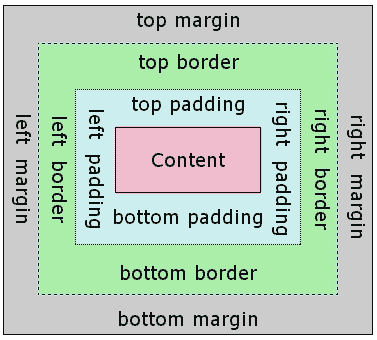 top margin
top border
top padding
left margin
left border
left padding
Content
right padding
right border
right margin
bottom padding
bottom border
bottom margin